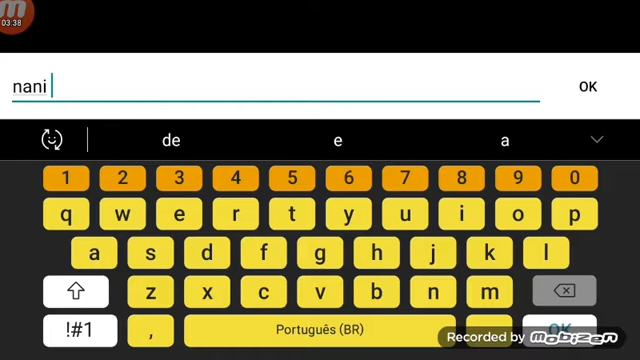 03:38
nani
OK
de e a
1 2 3 4 5 6 7 8 9 0
q w e r t y u i o p
a s d f g h j k l
z x c v b n m
!#1 , Português (BR) OK
Recorded by mobizen